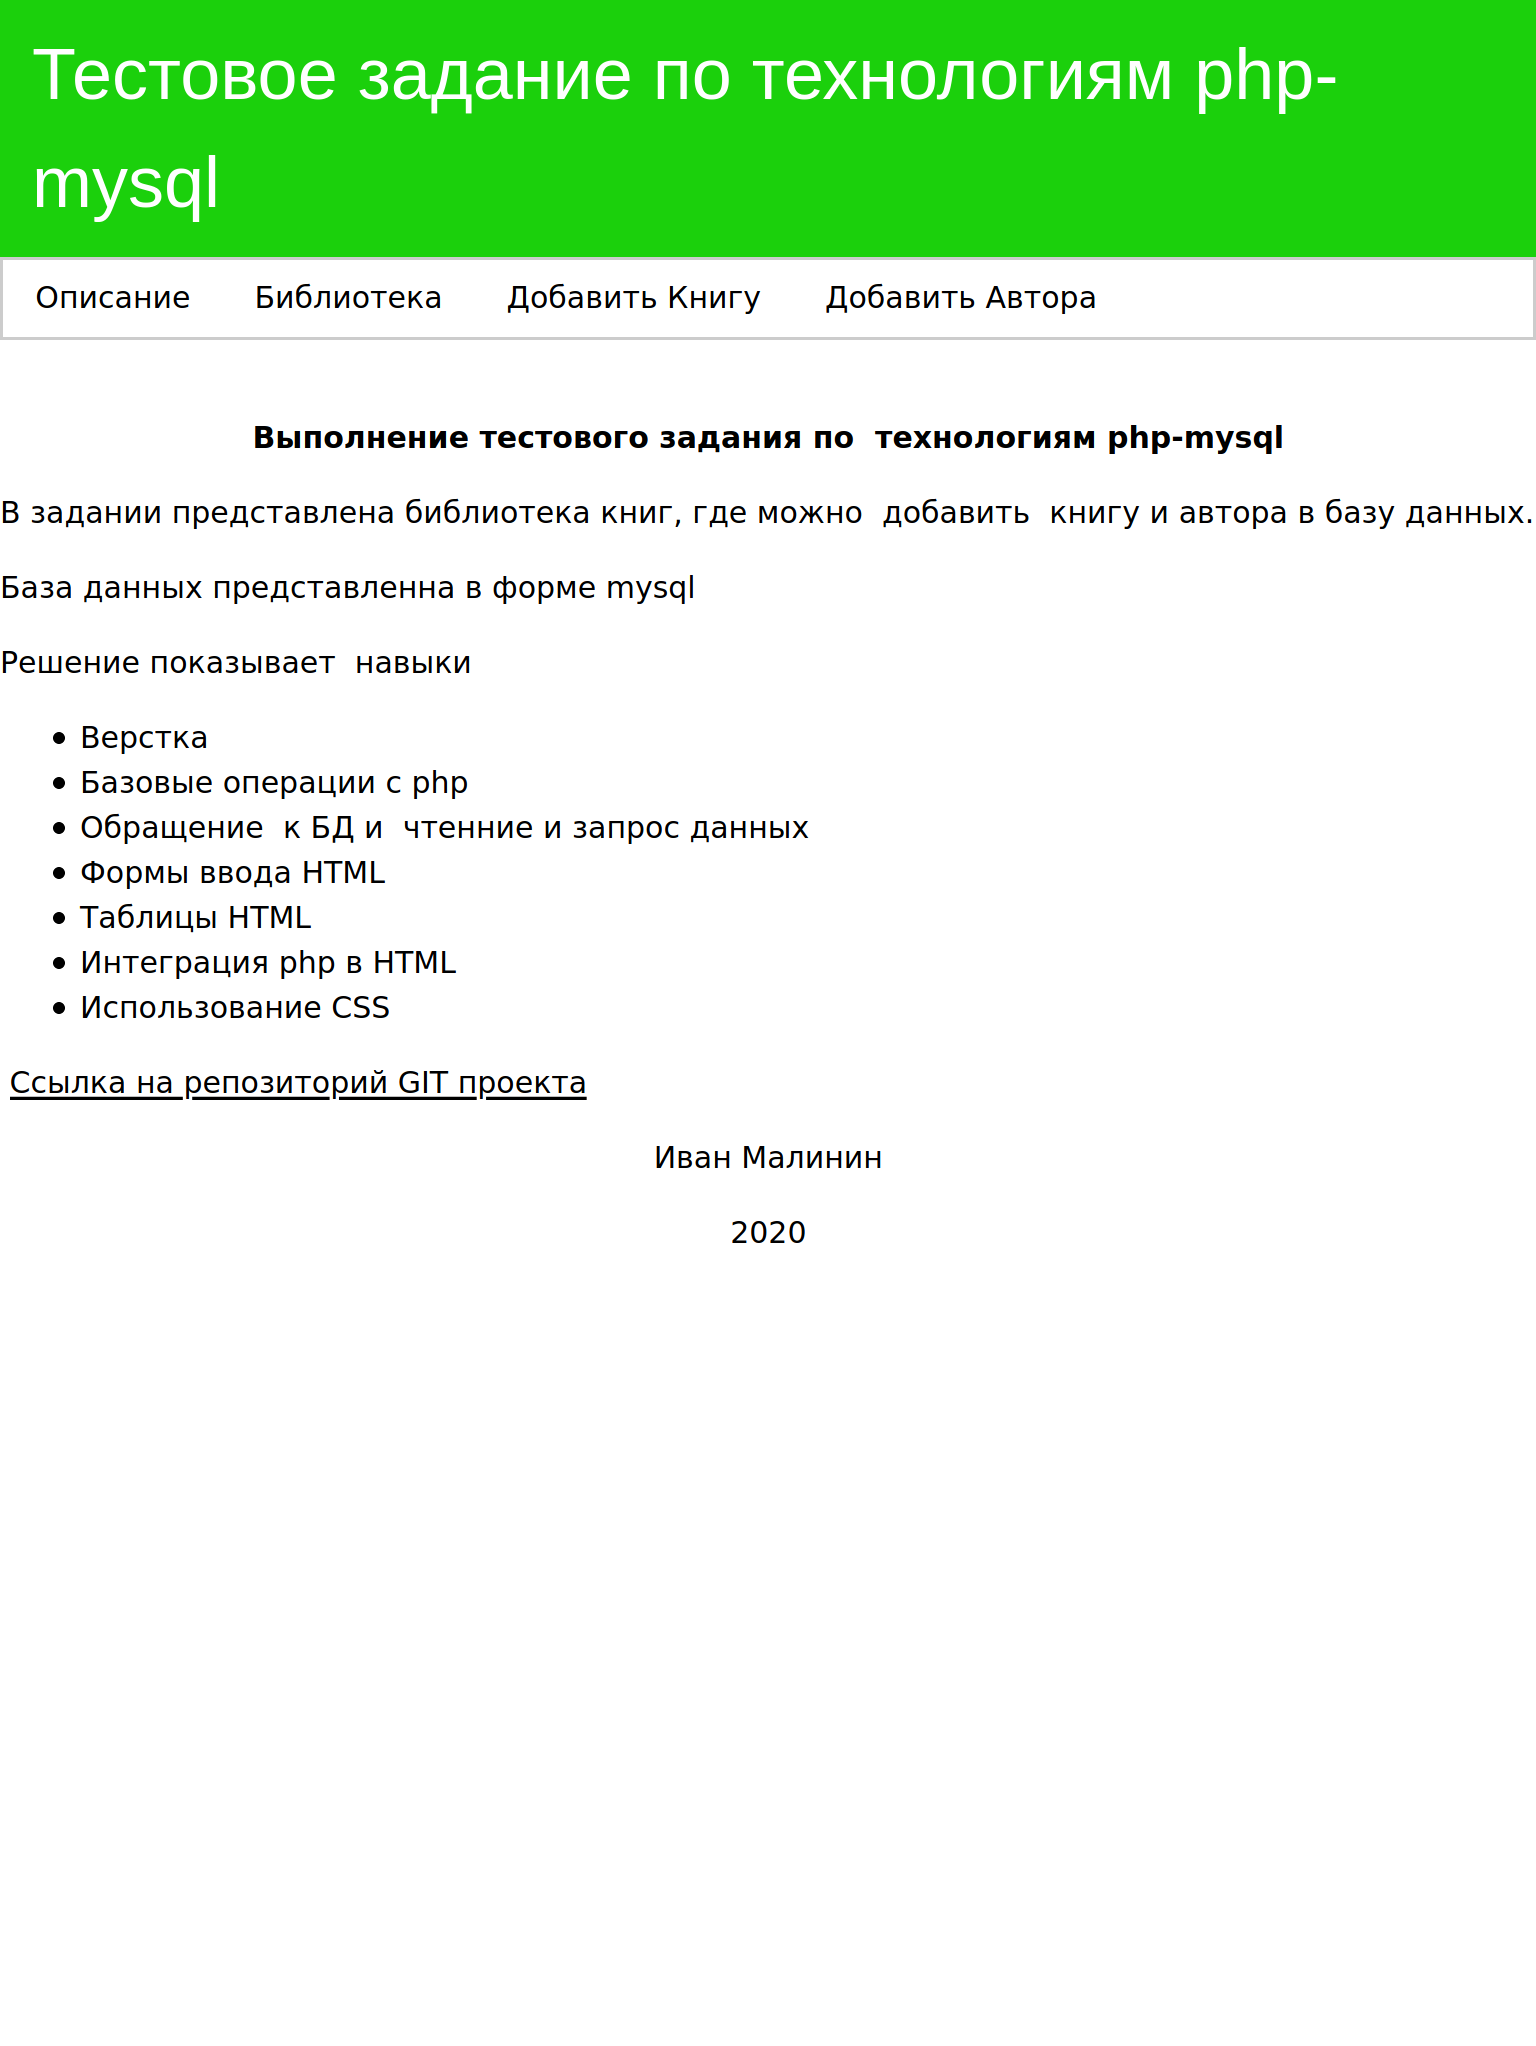 Тестовое задание по технологиям php-
mysql
Описание Библиотека Добавить Книгу Добавить Автора
Выполнение тестового задания по  технологиям php-mysql
В задании представлена библиотека книг, где можно  добавить  книгу и автора в базу данных.
База данных представленна в форме mysql
Решение показывает  навыки
Верстка
Базовые операции с php
Обращение  к БД и  чтенние и запрос данных
Формы ввода HTML
Таблицы HTML
Интеграция php в HTML
Использование CSS
Ссылка на репозиторий GIT проекта
Иван Малинин
2020